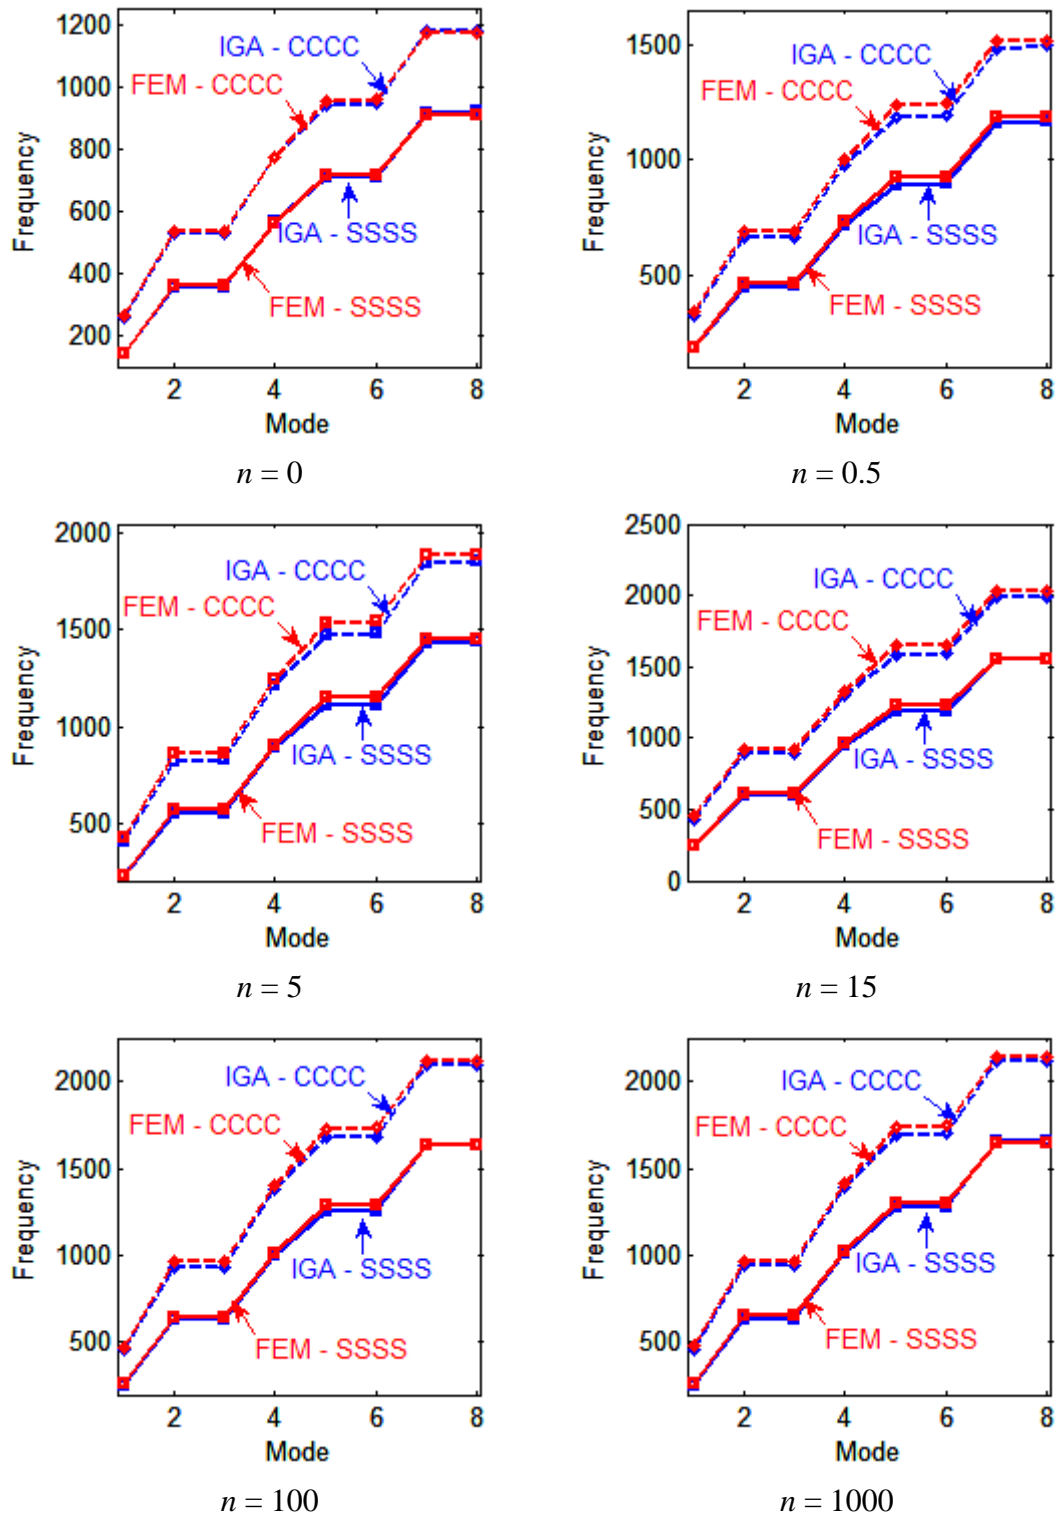 1200
1000
800
600
400
200
Frequency
IGA - CCCC
FEM - CCCC
IGA - SSSS
FEM - SSSS
2 4 6 8
Mode
n = 0
1500
1000
500
Frequency
IGA - CCCC
FEM - CCCC
IGA - SSSS
FEM - SSSS
2 4 6 8
Mode
n = 0.5
2000
1500
1000
500
Frequency
IGA - CCCC
FEM - CCCC
IGA - SSSS
FEM - SSSS
2 4 6 8
Mode
n = 5
2500
2000
1500
1000
500
0
Frequency
IGA - CCCC
FEM - CCCC
IGA - SSSS
FEM - SSSS
2 4 6 8
Mode
n = 15
2000
1500
1000
500
Frequency
IGA - CCCC
FEM - CCCC
IGA - SSSS
FEM - SSSS
2 4 6 8
Mode
n = 100
2000
1500
1000
500
Frequency
IGA - CCCC
FEM - CCCC
IGA - SSSS
FEM - SSSS
2 4 6 8
Mode
n = 1000